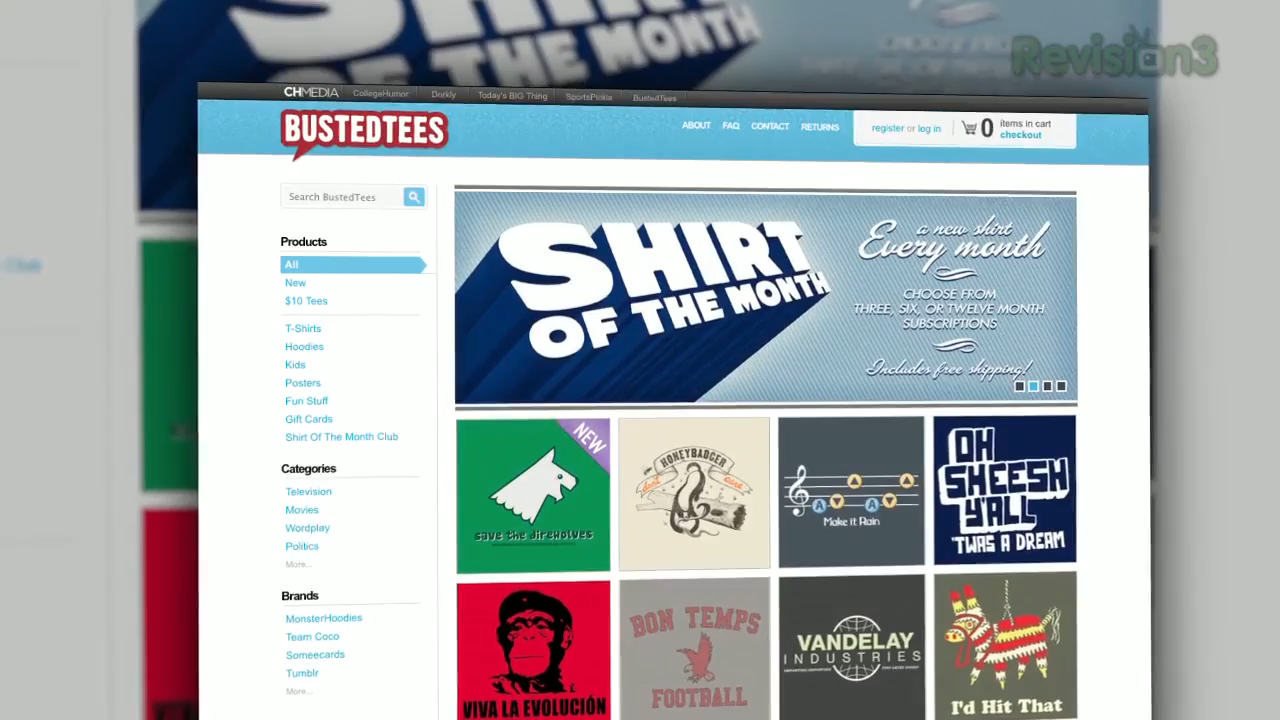 OF THE MONTH
Revision3
CHMEDIA CollegeHumor Dorkly Today's BIG Thing SportsPickle BustedTees
BUSTEDTEES
ABOUT FAQ CONTACT RETURNS
register or log in
0 items in cart
checkout
Search BustedTees
Products
All
New
$10 Tees
T-Shirts
Hoodies
Kids
Posters
Fun Stuff
Gift Cards
Shirt Of The Month Club
Categories
Television
Movies
Wordplay
Politics
More...
Brands
MonsterHoodies
Team Coco
Someecards
Tumblr
More...
SHIRT
OF THE MONTH
a new shirt
Every month
CHOOSE FROM
THREE, SIX, OR TWELVE MONTH
SUBSCRIPTIONS
Includes free shipping!
NEW
save the direwolves
HONEYBADGER
dont care
A V A V A A
Make it Rain
OH
SHEESH
Y'ALL
'TWAS A DREAM
VIVA LA EVOLUCIÓN
BON TEMPS
FOOTBALL
VANDELAY
INDUSTRIES
I'd Hit That